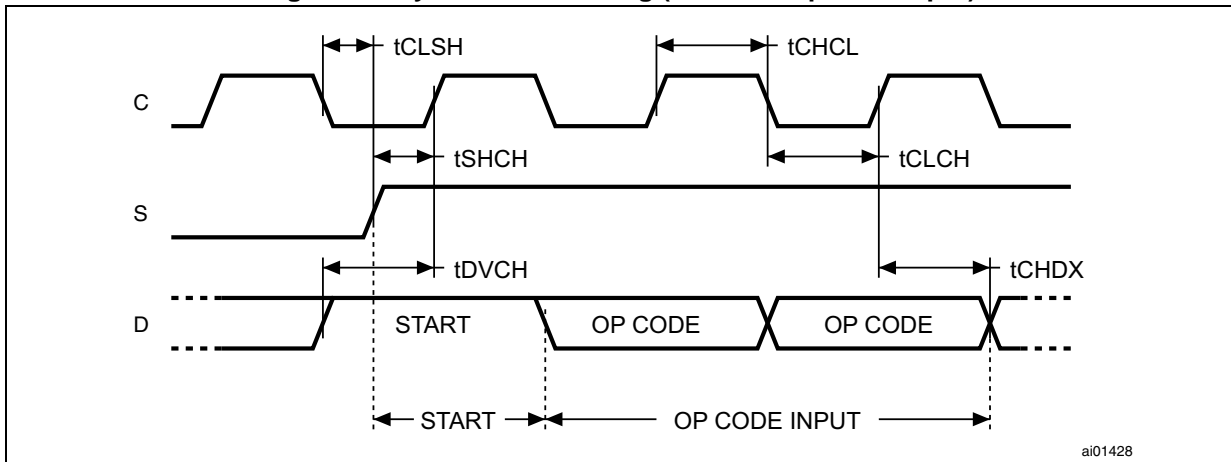 tCLSH
tCHCL
C
tSHCH
tCLCH
S
tDVCH
tCHDX
D
START
OP CODE
OP CODE
START
OP CODE INPUT
ai01428